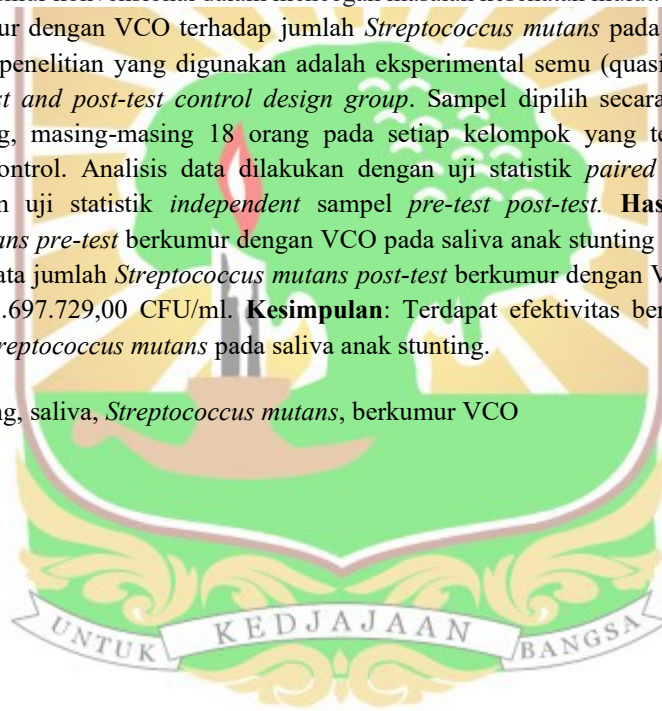 ur dengan VCO terhadap jumlah Streptococcus mutans pada
penelitian yang digunakan adalah eksperimental semu (quasi
st and post-test control design group. Sampel dipilih secara
g, masing-masing 18 orang pada setiap kelompok yang te
ontrol. Analisis data dilakukan dengan uji statistik paired
n uji statistik independent sampel pre-test post-test. Has
ans pre-test berkumur dengan VCO pada saliva anak stunting
ata jumlah Streptococcus mutans post-test berkumur dengan V
.697.729,00 CFU/ml. Kesimpulan: Terdapat efektivitas ber
treptococcus mutans pada saliva anak stunting.
ng, saliva, Streptococcus mutans, berkumur VCO
UNTUK KEDJAJAAN BANGSA